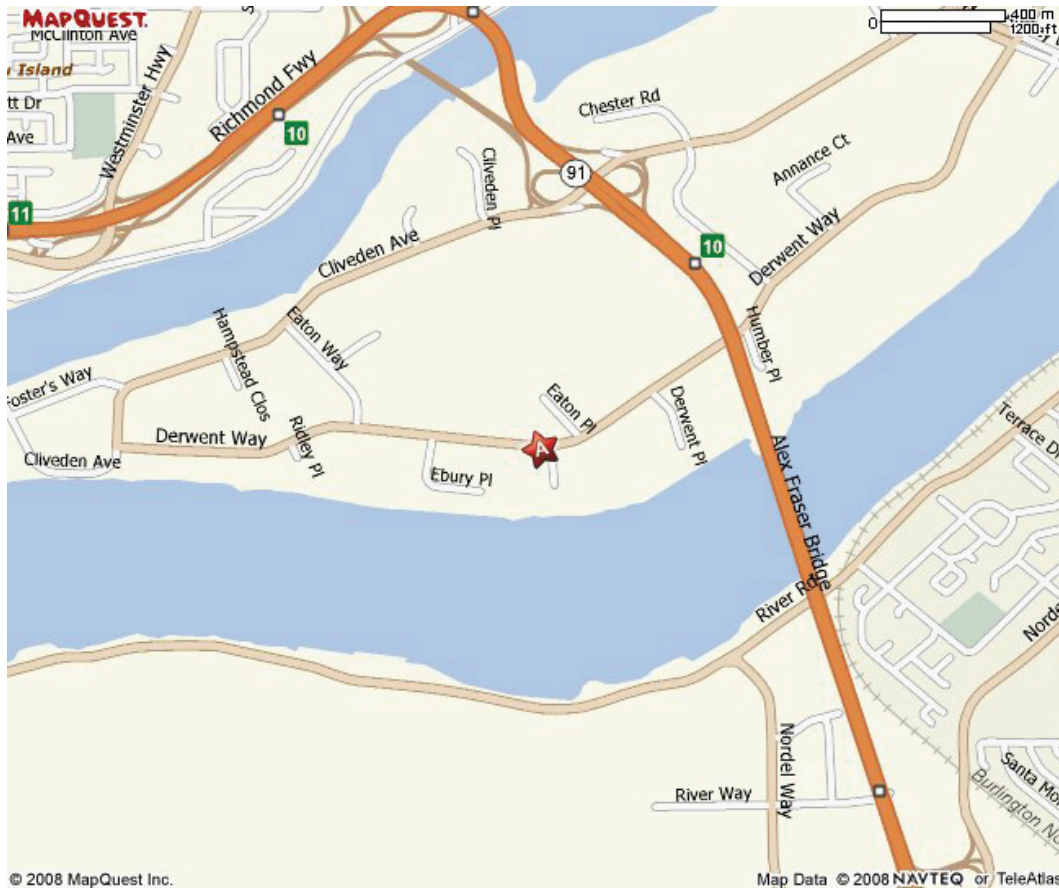 MAPQUEST.
400 m
0
1200 ft
McClinton Ave
Island
tt Dr
Ave
Westminster Hwy
Richmond Fwy
10
11
Chester Rd
Annance Ct
Cliveden Pl
91
10
Derwent Way
Cliveden Ave
Eaton Way
Hampstead Clos
Humber Pl
Foster's Way
Eaton Pl
Derwent Pl
Terrace Dr
Derwent Way
Ridley Pl
A
Cliveden Ave
Ebury Pl
Alex Fraser Bridge
River Rd
Norde
Nordel Way
River Way
Santa Mo
Burlington No
© 2008 MapQuest Inc.
Map Data © 2008 NAVTEQ or TeleAtlas